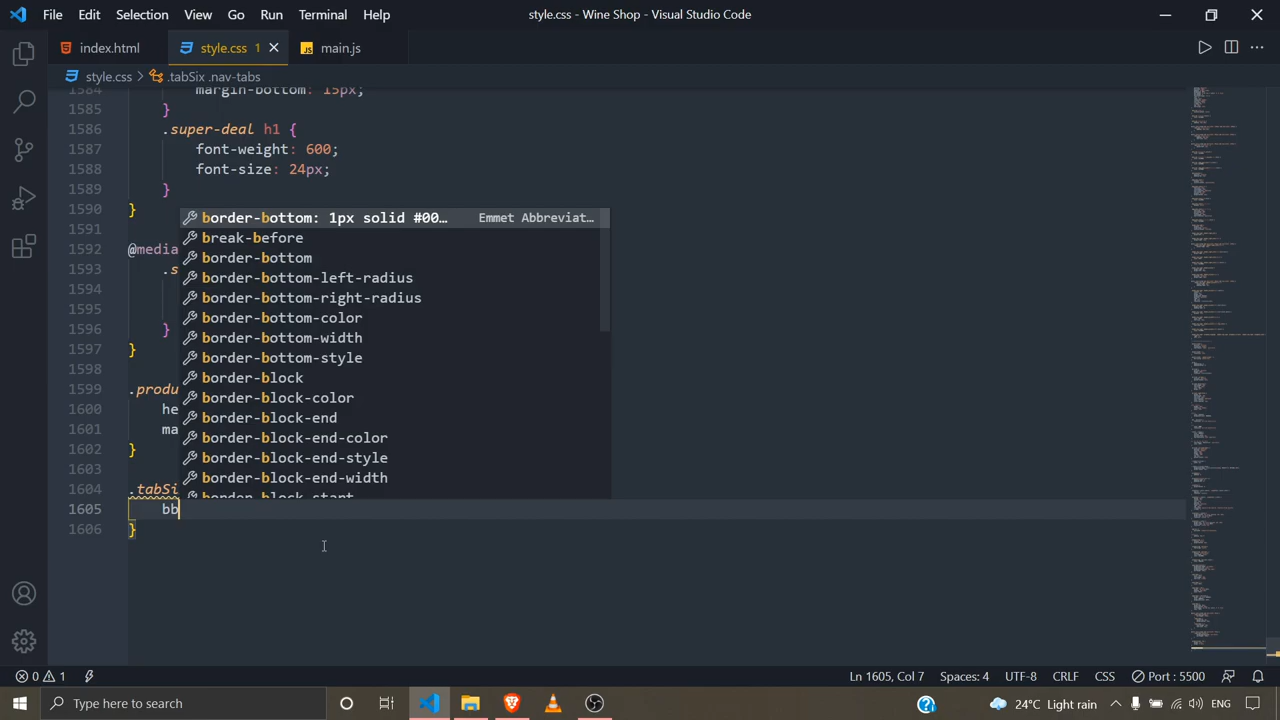 File Edit Selection View Go Run Terminal Help
style.css - Wine Shop - Visual Studio Code
index.html
style.css 1
main.js
style.css > .tabSix .nav-tabs
1584 margin-bottom: 15px;
1585 }
1586 .super-deal h1 {
1587 font-weight: 600;
1588 font-size: 24px;
1589 }
1590 }
1591
1592 @media
1593 .s
1594
1595
1596 }
1597 }
1598
1599 .produ
1600 he
1601 ma
1602 }
1603
1604 .tabSi
1605 bb
1606 }
border-bottom: 1px solid #00... Emmet Abbreviat...
break-before
border-bottom
border-bottom-left-radius
border-bottom-right-radius
border-bottom-color
border-bottom-width
border-bottom-style
border-block
border-block-color
border-block-end
border-block-end-color
border-block-end-style
border-block-end-width
border-block-start
0 1
Ln 1605, Col 7 Spaces: 4 UTF-8 CRLF CSS Port : 5500
Type here to search
24°C Light rain ENG